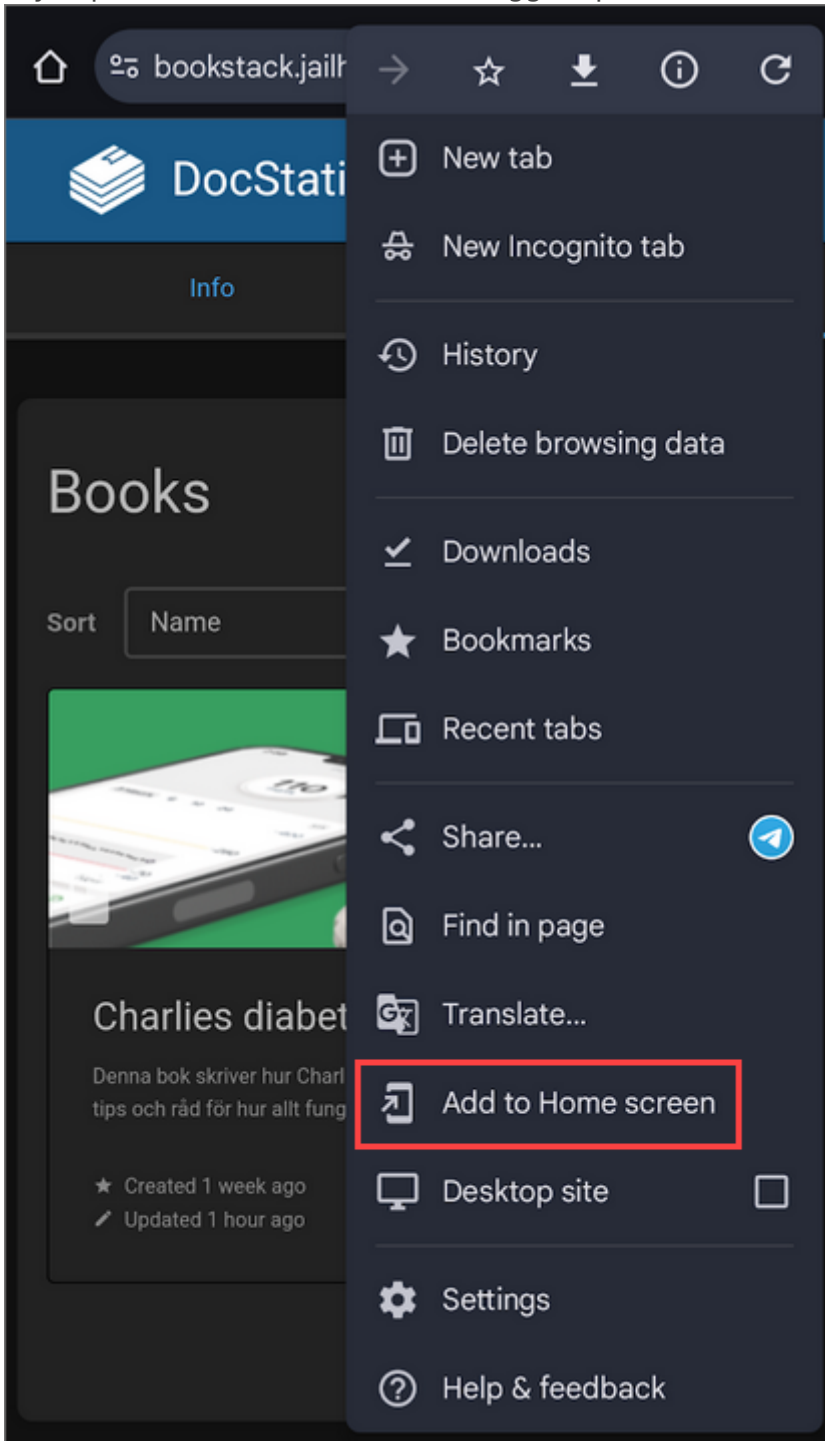 bookstack.jailh
DocStati
Info
Books
Sort
Name
110
Charlies diabet
Denna bok skriver hur Charl
tips och råd för hur allt fung
Created 1 week ago
Updated 1 hour ago
New tab
New Incognito tab
History
Delete browsing data
Downloads
Bookmarks
Recent tabs
Share...
Find in page
Translate...
Add to Home screen
Desktop site
Settings
Help & feedback